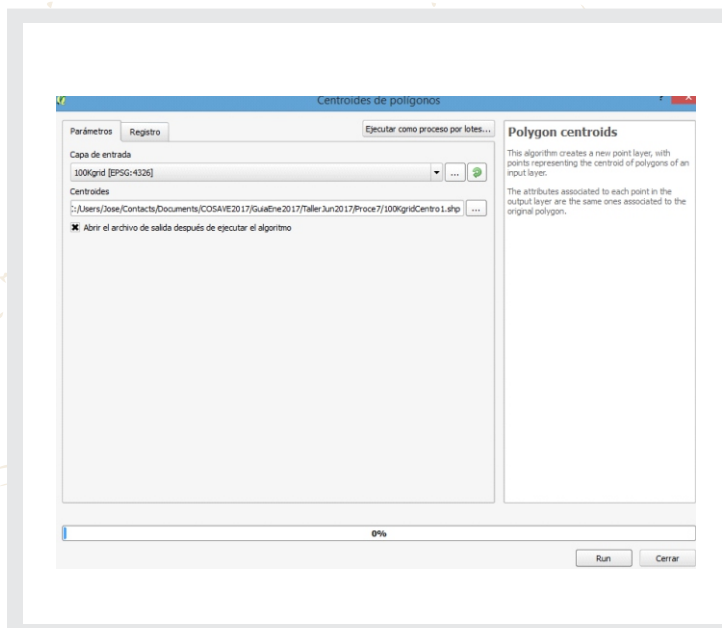 Centroides de polígonos
?
Parámetros
Registro
Ejecutar como proceso por lotes...
Capa de entrada
100Kgrid [EPSG:4326]
...
Centroides
:/Users/Jose/Contacts/Documents/COSAVE2017/GuiaEne2017/TallerJun2017/Proce7/100KgridCentro1.shp
...
Abrir el archivo de salida después de ejecutar el algoritmo
Polygon centroids
This algorithm creates a new point layer, with
points representing the centroid of polygons of an
input layer.
The attributes associated to each point in the
output layer are the same ones associated to the
original polygon.
0%
Run
Cerrar